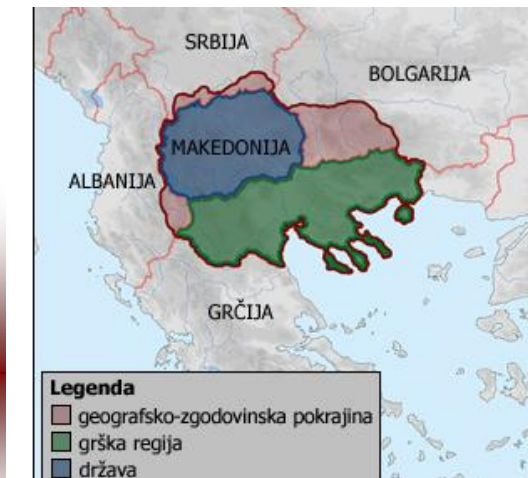 SRBIJA
BOLGARIJA
MAKEDONIJA
ALBANIJA
GRČIJA
Legenda
geografsko-zgodovinska pokrajina
grška regija
država